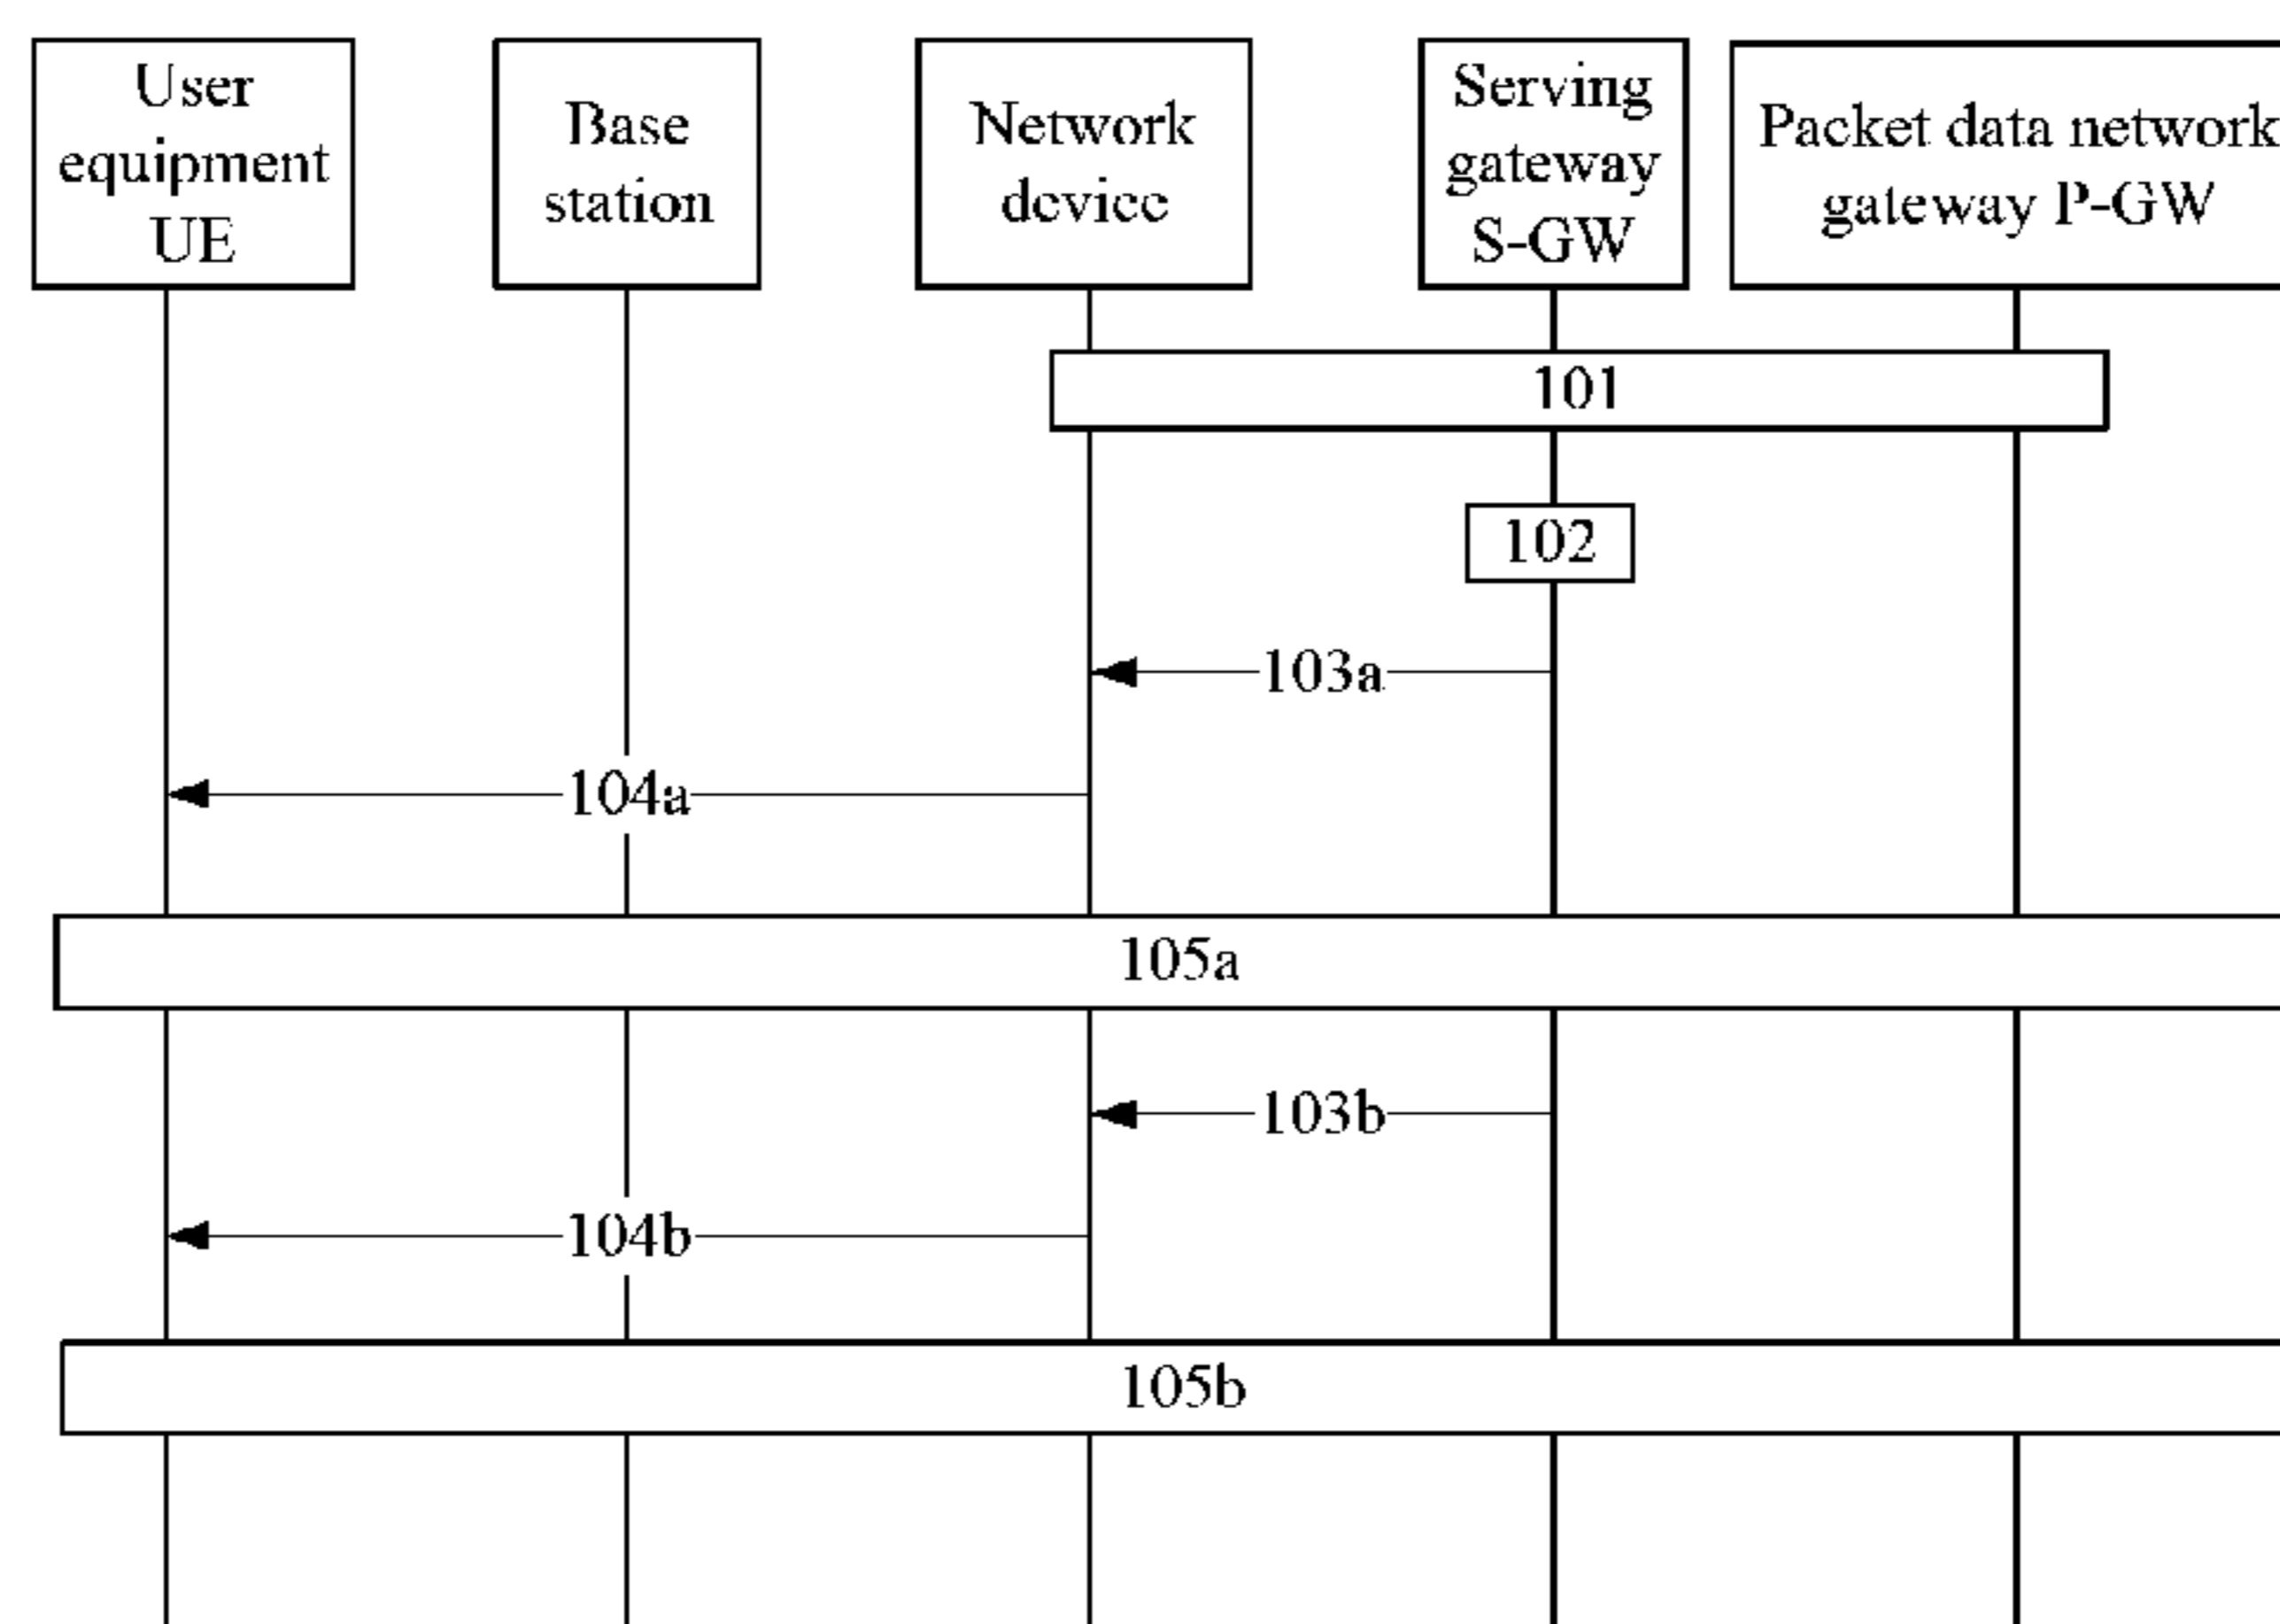 User
equipment
UE
Base
station
Network
device
Serving
gateway
S-GW
Packet data network
gateway P-GW
101
102
103a
104a
105a
103b
104b
105b